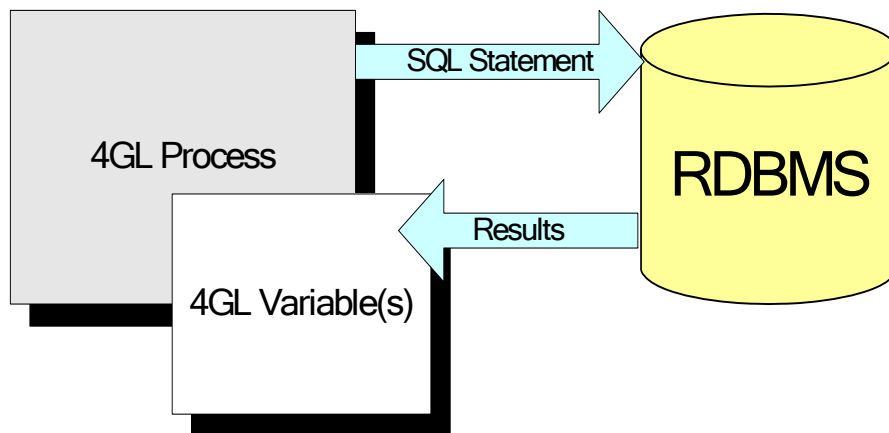 SQL Statement
4GL Process
RDBMS
Results
4GL Variable(s)